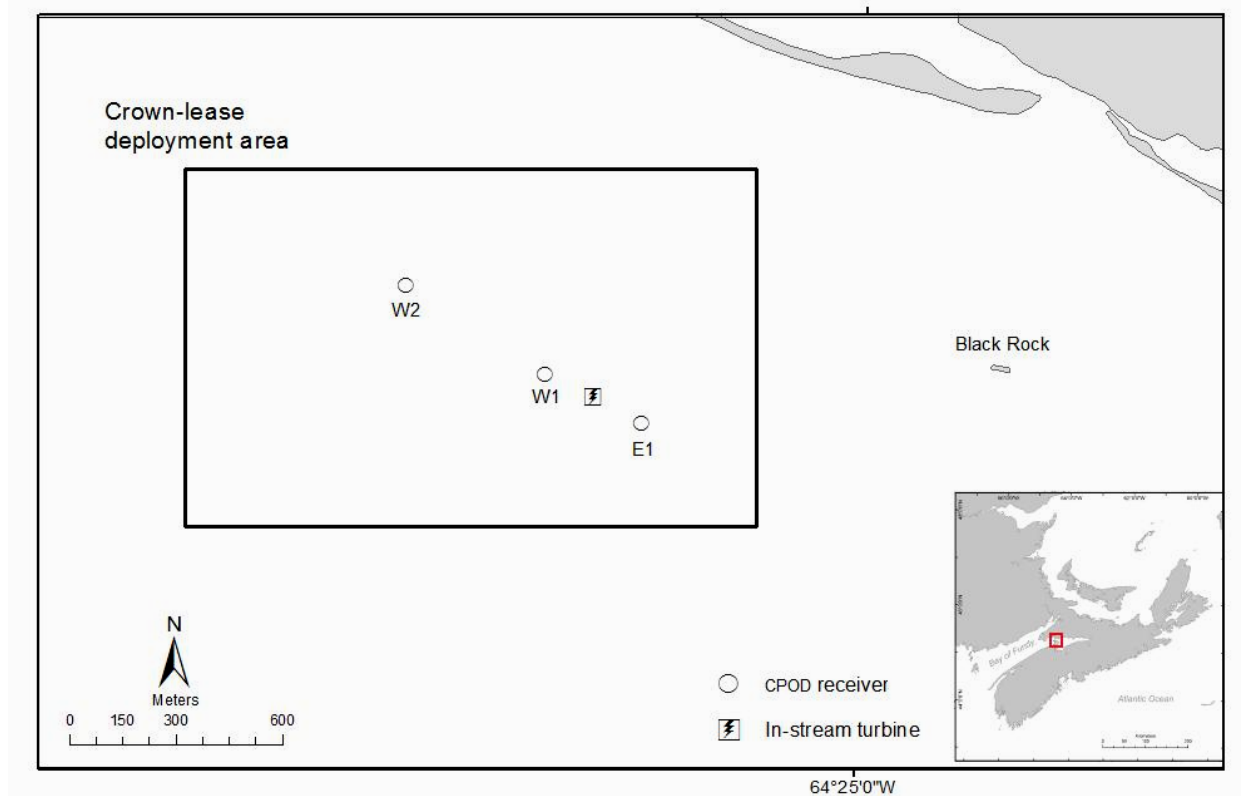 Crown-lease
deployment area
W2
Black Rock
W1
E1
N
Meters
0 150 300 600
CPOD receiver
In-stream turbine
Bay of Fundy
Atlantic Ocean
64°25'0"W